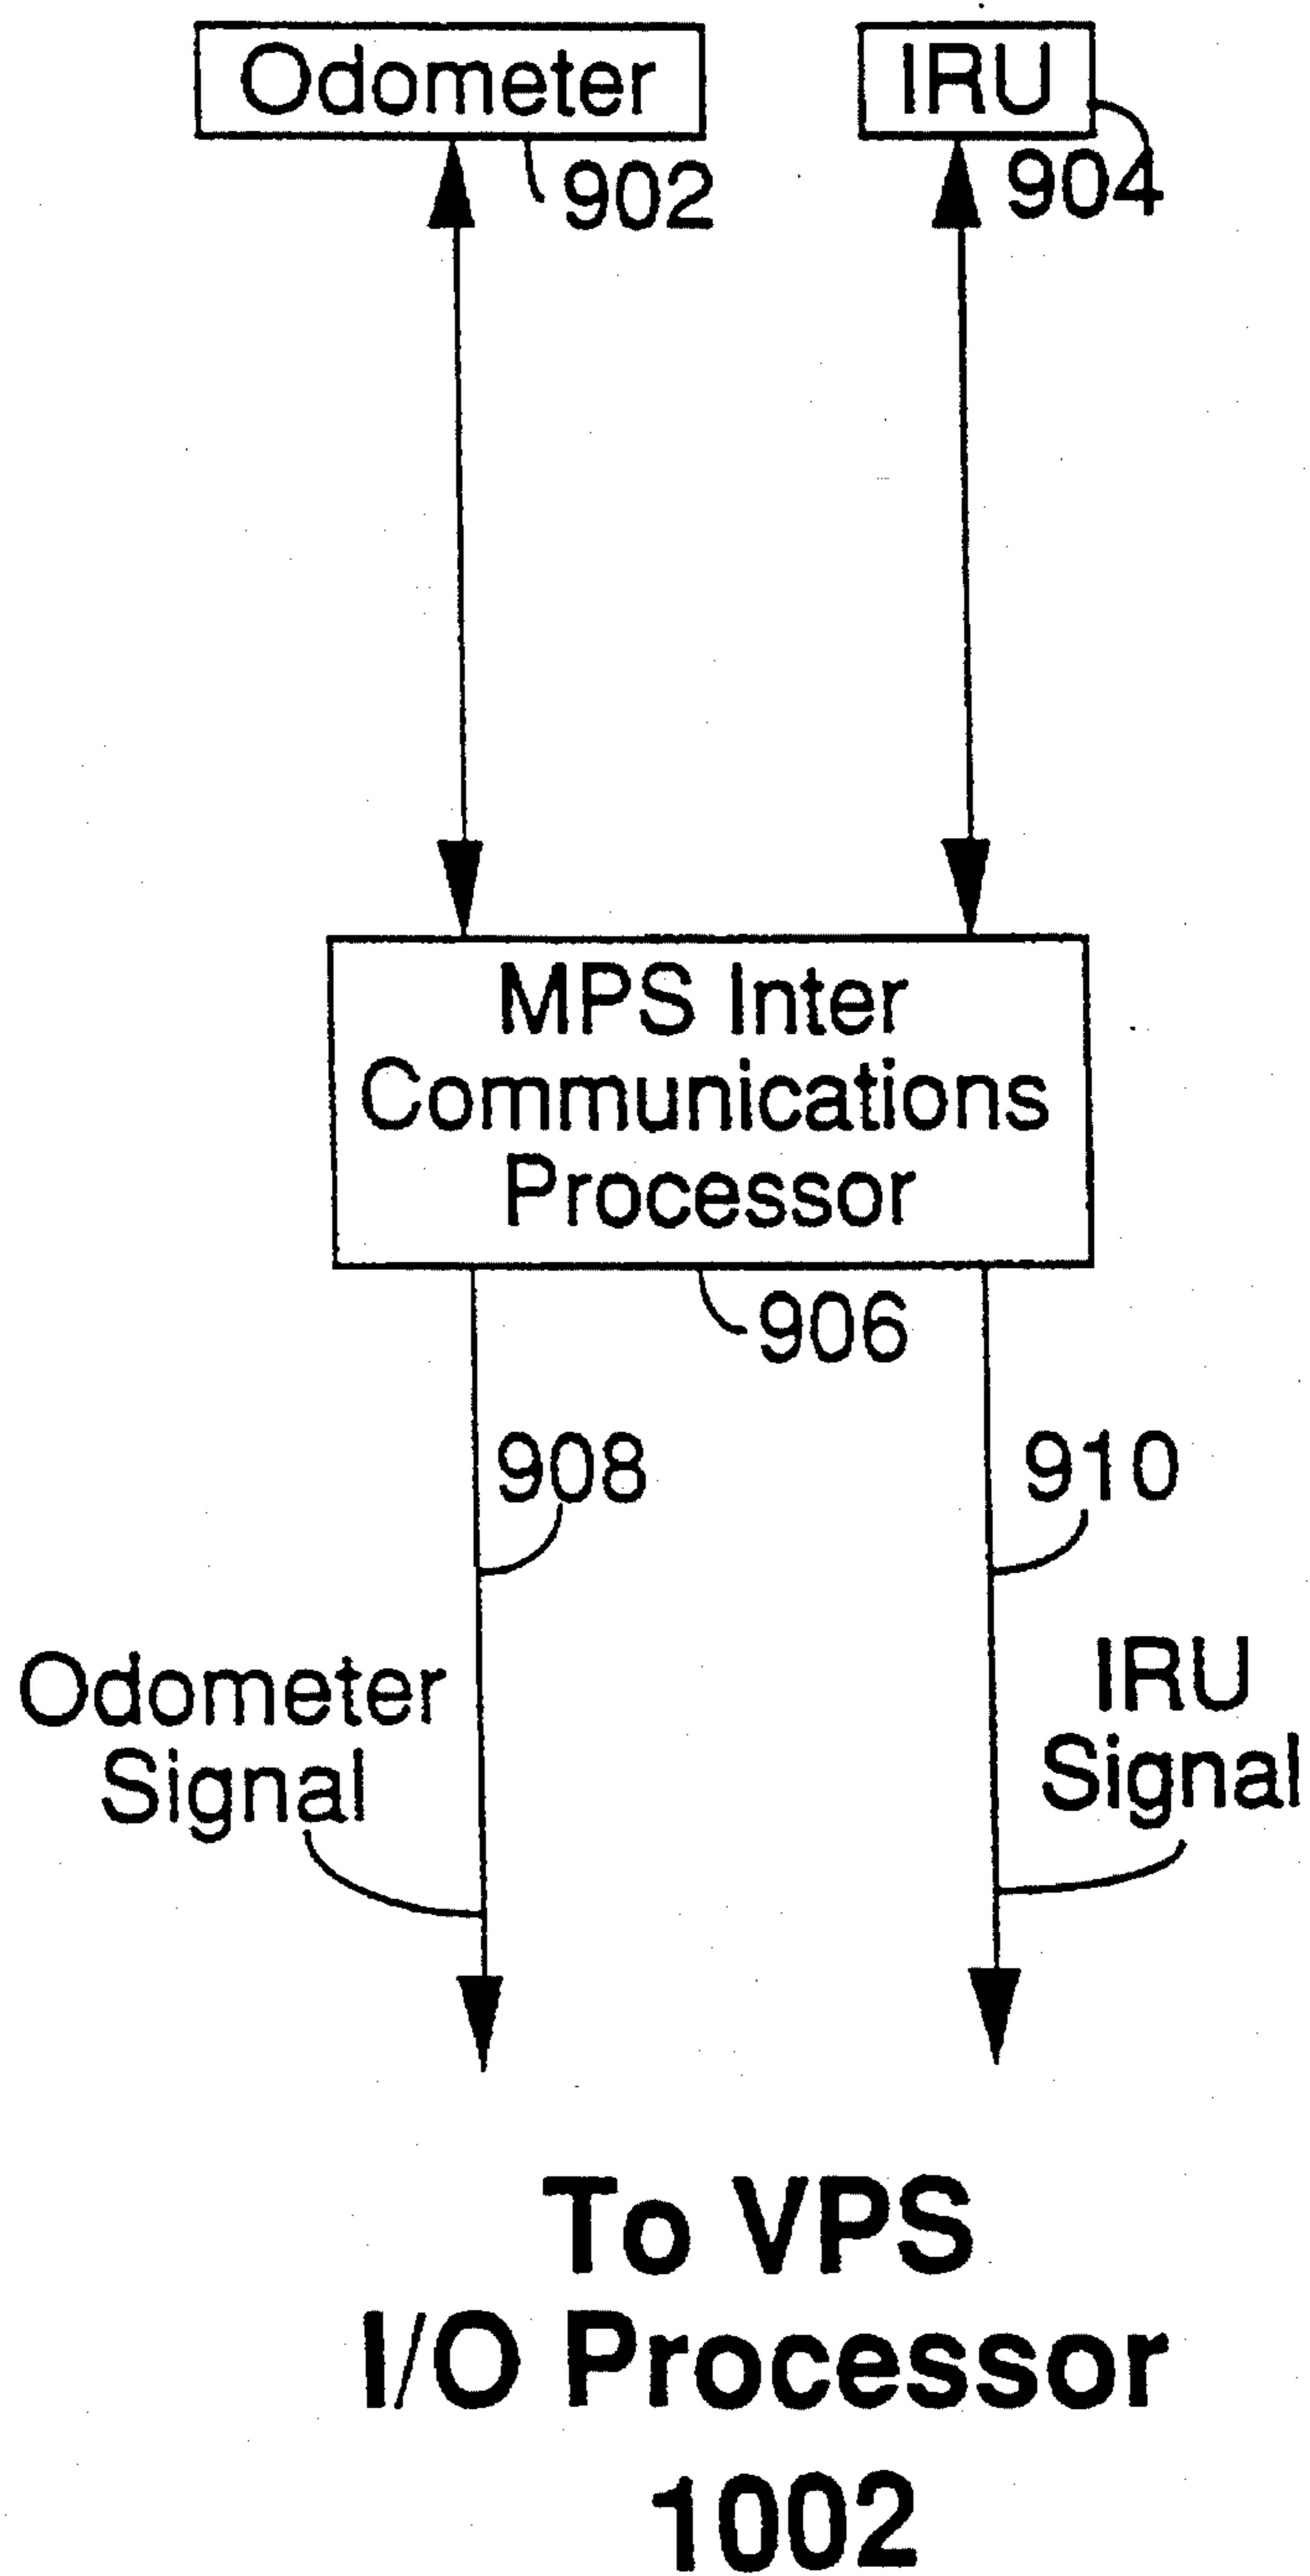 Odometer
IRU
902
904
MPS Inter
Communications
Processor
906
908
910
Odometer
Signal
IRU
Signal
To VPS
I/O Processor
1002